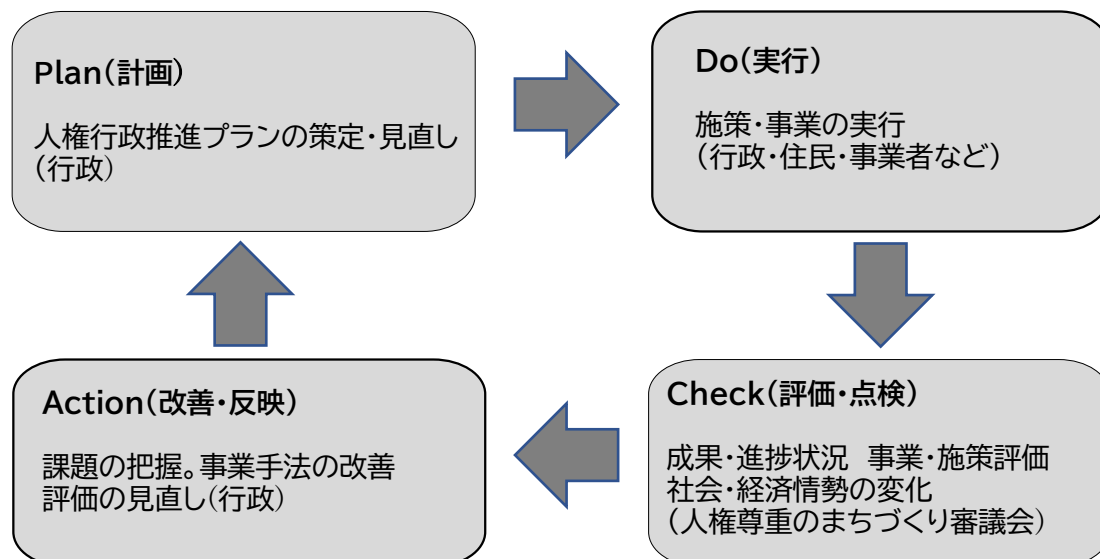 Plan(計画)
人権行政推進プランの策定・見直し
(行政)
Do(実行)
施策・事業の実行
(行政・住民・事業者など)
Check(評価・点検)
成果・進捗状況　事業・施策評価
社会・経済情勢の変化
(人権尊重のまちづくり審議会)
Action(改善・反映)
課題の把握。事業手法の改善
評価の見直し(行政)